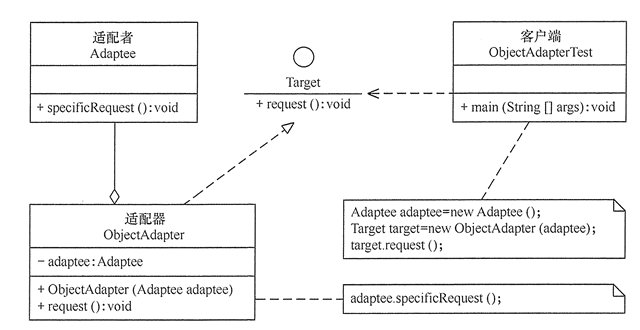 适配者
Adaptee
+ specificRequest():void
Target
+ request():void
客户端
ObjectAdapterTest
+ main (String [] args):void
适配器
ObjectAdapter
− adaptee:Adaptee
+ ObjectAdapter (Adaptee adaptee)
+ request():void
Adaptee adaptee=new Adaptee();
Target target=new ObjectAdapter (adaptee);
target.request();
adaptee.specificRequest();